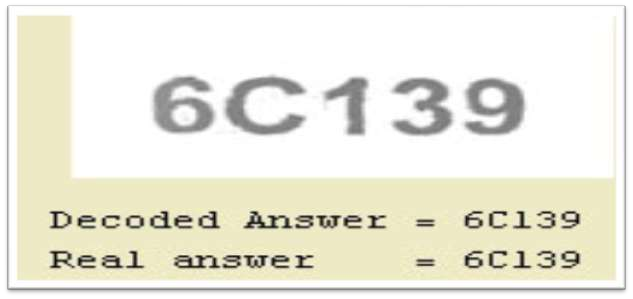 6C139
Decoded Answer = 6C139
Real answer = 6C139